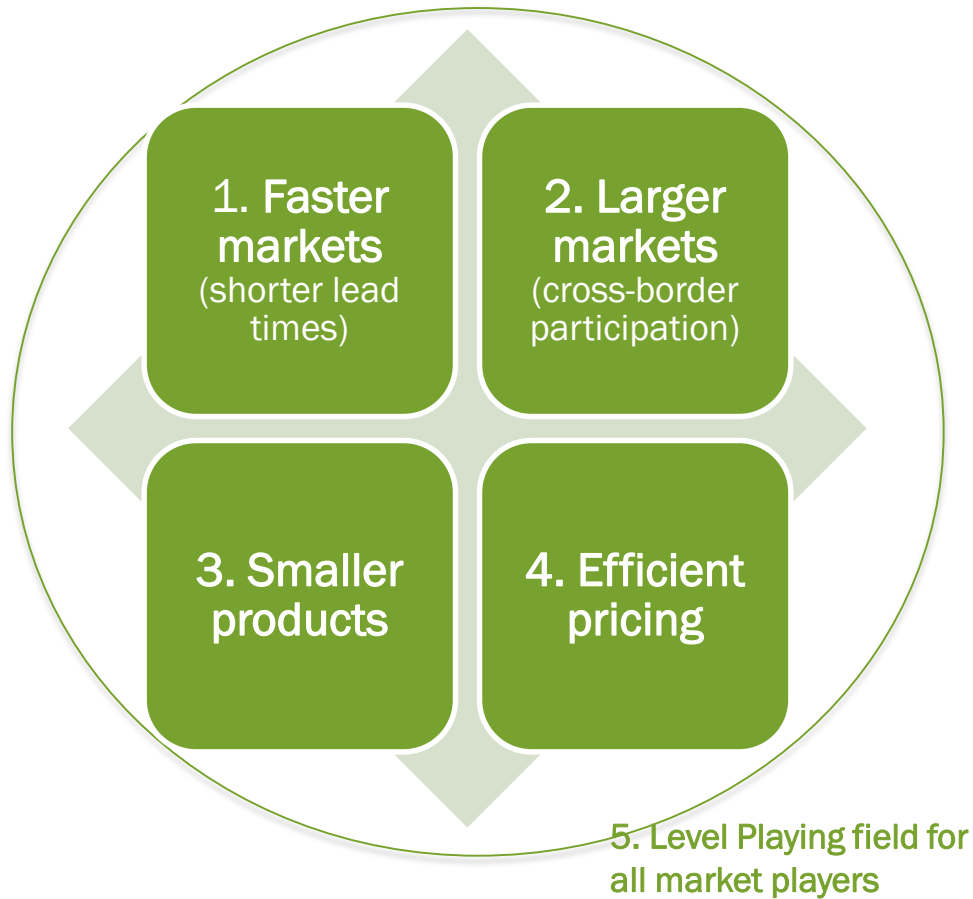 1. Faster
markets
(shorter lead
times)
2. Larger
markets
(cross-border
participation)
3. Smaller
products
4. Efficient
pricing
5. Level Playing field for
all market players